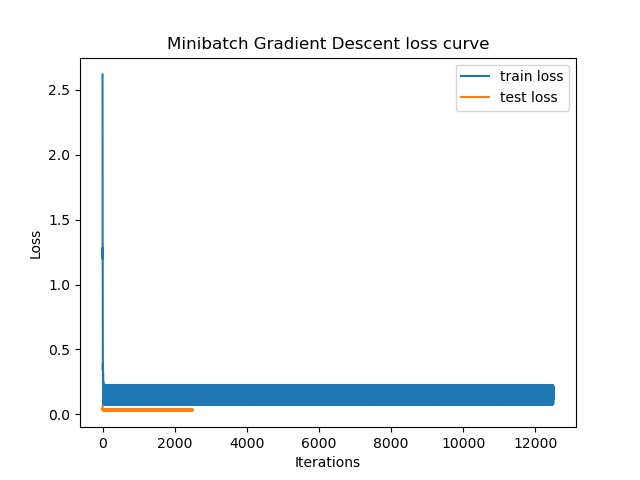 Minibatch Gradient Descent loss curve
train loss
test loss
2.5
2.0
1.5
1.0
0.5
0.0
Loss
0 2000 4000 6000 8000 10000 12000
Iterations